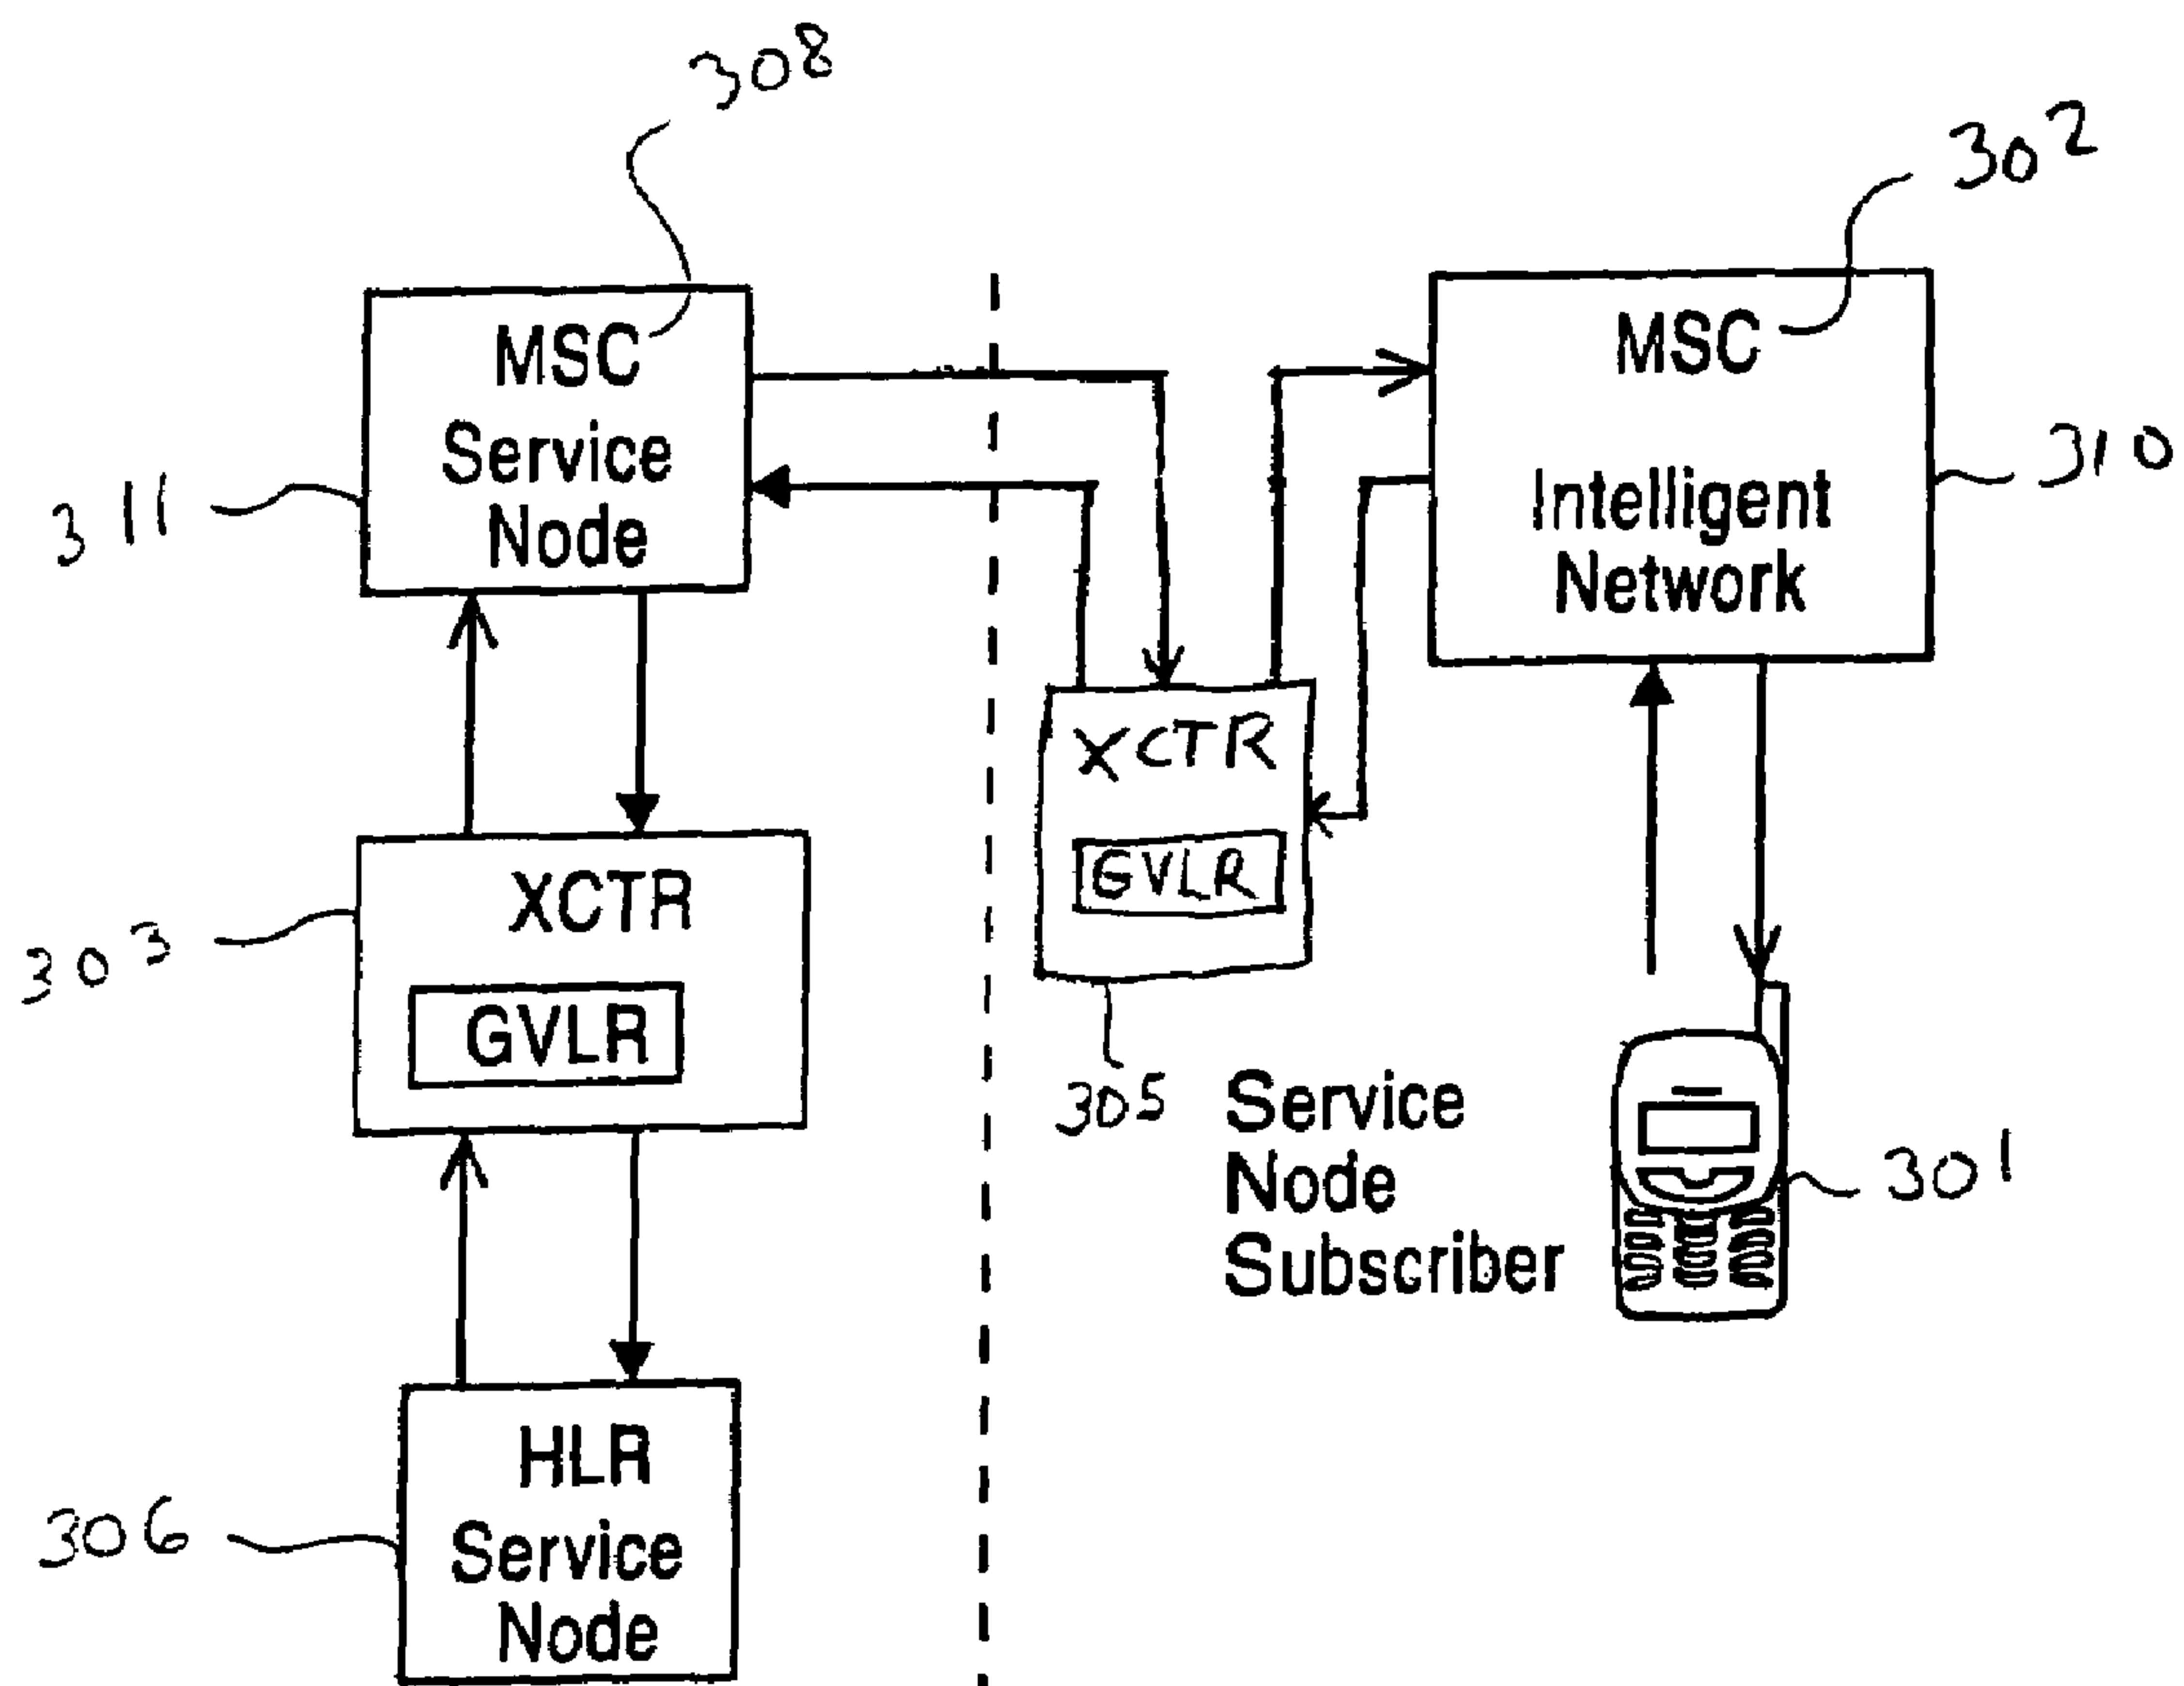 308
302
MSC
Service
Node
MSC
Intelligent
Network
311
310
XCTR
GVLR
XCTR
GVLR
303
305
Service
Node
Subscriber
301
HLR
Service
Node
306